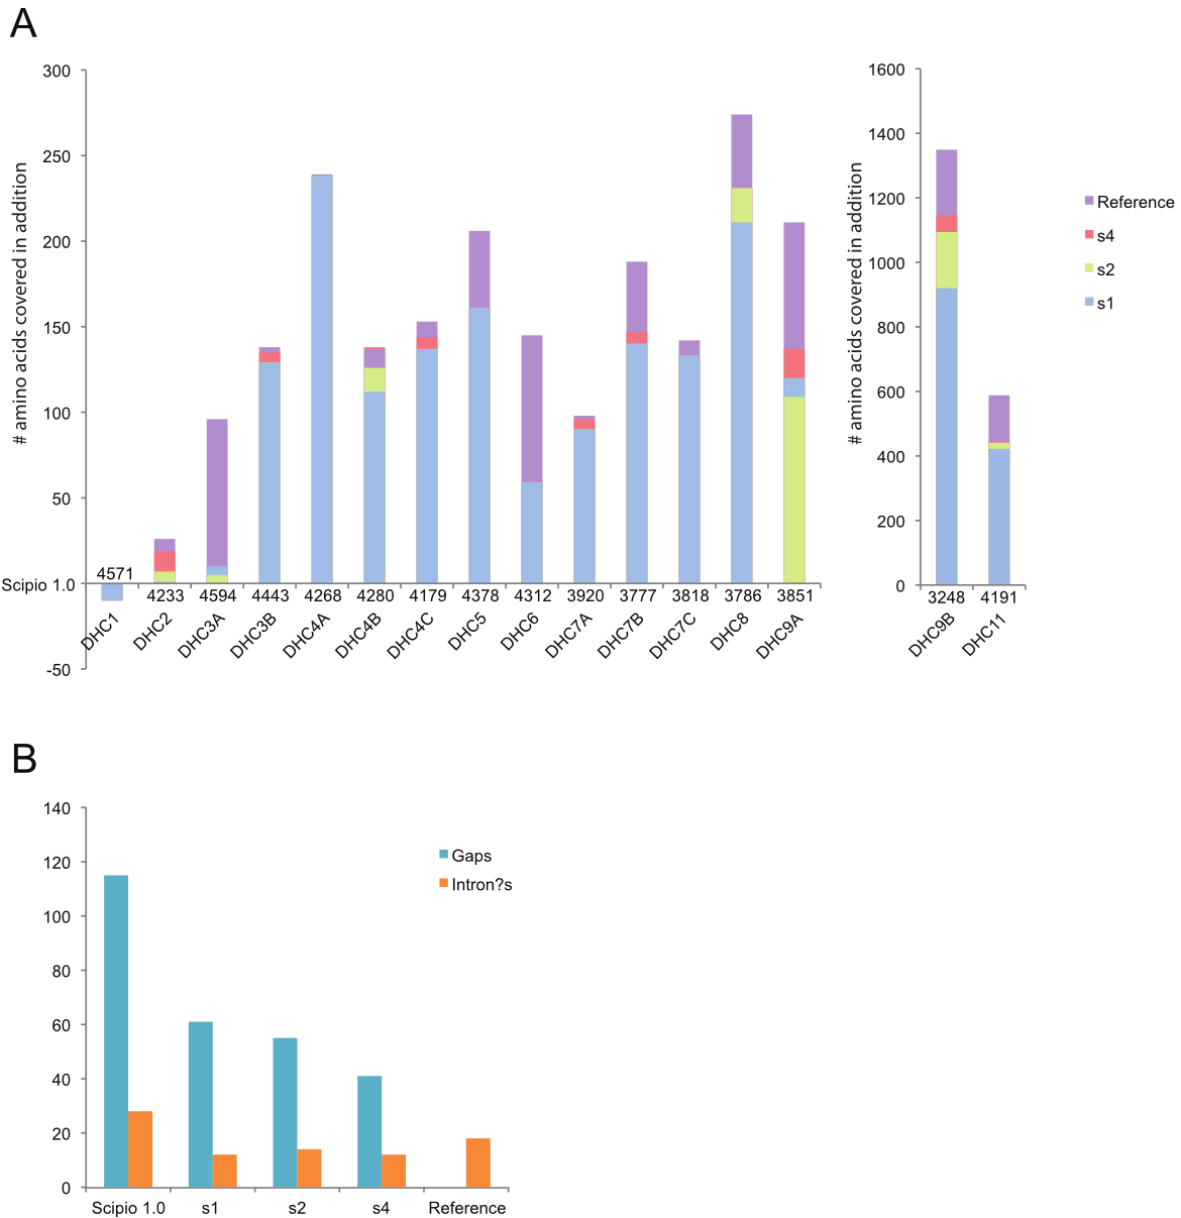 A
300
250
200
150
100
50
Scipio 1.0
-50
# amino acids covered in addition
4571
4233
4594
4443
4268
4280
4179
4378
4312
3920
3777
3818
3786
3851
DHC1
DHC2
DHC3A
DHC3B
DHC4A
DHC4B
DHC4C
DHC5
DHC6
DHC7A
DHC7B
DHC7C
DHC8
DHC9A
1600
1400
1200
1000
800
600
400
200
0
# amino acids covered in addition
3248
4191
DHC9B
DHC11
Reference
s4
s2
s1
B
140
120
100
80
60
40
20
0
Gaps
Intron?s
Scipio 1.0
s1
s2
s4
Reference